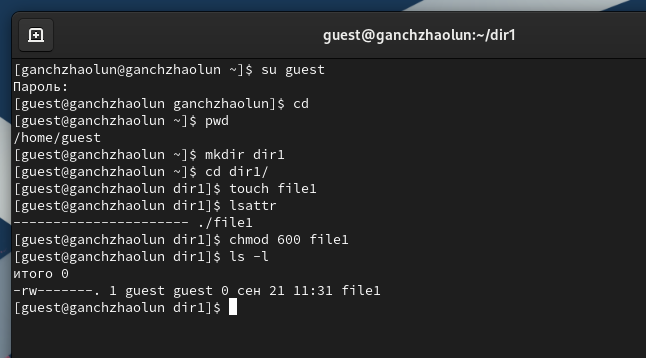 guest@ganchzhaolun:~/dir1
[ganchzhaolun@ganchzhaolun ~]$ su guest
Пароль:
[guest@ganchzhaolun ganchzhaolun]$ cd
[guest@ganchzhaolun ~]$ pwd
/home/guest
[guest@ganchzhaolun ~]$ mkdir dir1
[guest@ganchzhaolun ~]$ cd dir1/
[guest@ganchzhaolun dir1]$ touch file1
[guest@ganchzhaolun dir1]$ lsattr
---------------------- ./file1
[guest@ganchzhaolun dir1]$ chmod 600 file1
[guest@ganchzhaolun dir1]$ ls -l
итого 0
-rw-------. 1 guest guest 0 сен 21 11:31 file1
[guest@ganchzhaolun dir1]$